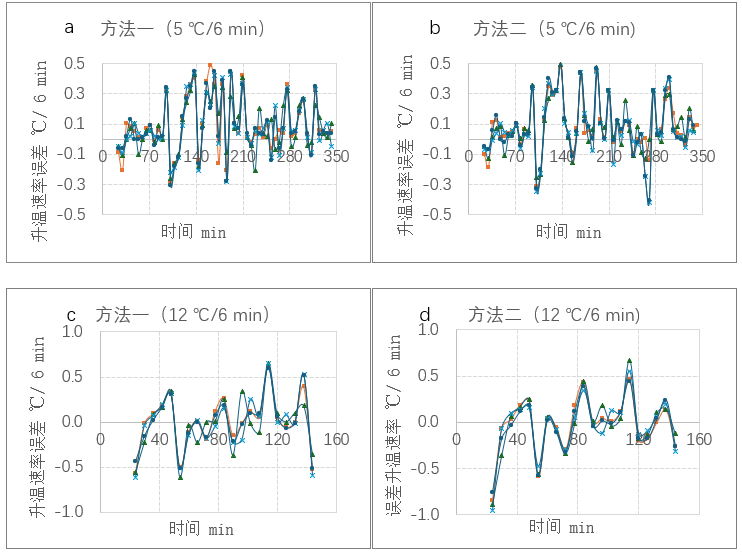 a 方法一（5 ℃/6 min）
升温速率误差 ℃/ 6 min
0.5
0.3
0.1
-0.1
-0.3
-0.5
0 70 140 210 280 350
时间 min
b 方法二（5 ℃/6 min）
升温速率误差 ℃/ 6 min
0.5
0.3
0.1
-0.1
-0.3
-0.5
0 70 140 210 280 350
时间 min
c 方法一（12 ℃/6 min）
升温速率误差 ℃/ 6 min
1.0
0.5
0.0
-0.5
-1.0
0 40 80 120 160
时间 min
d 方法二（12 ℃/6 min）
误差升温速率 ℃/ 6 min
1.0
0.5
0.0
-0.5
-1.0
0 40 80 120 160
时间 min